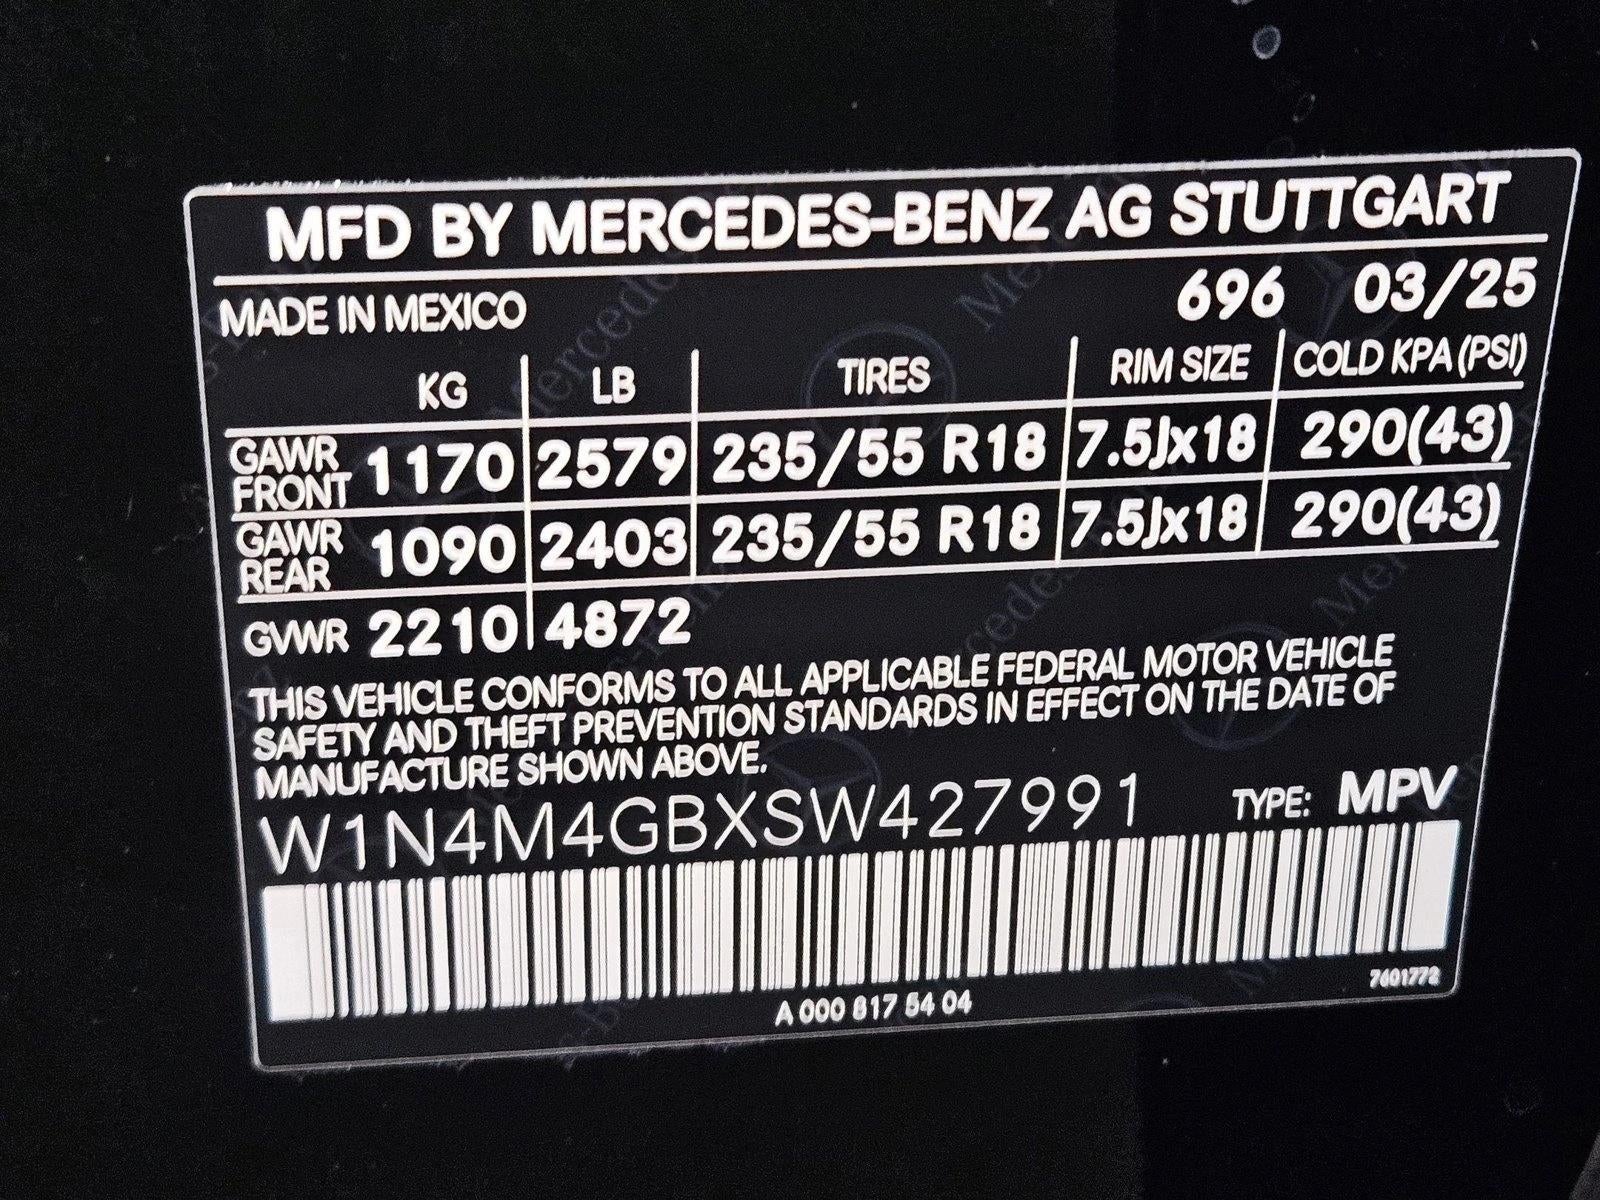 MFD BY MERCEDES-BENZ AG STUTTGART
MADE IN MEXICO 696 03/25
KG LB TIRES RIM SIZE COLD KPA (PSI)
GAWR FRONT 1170 2579 235/55 R18 7.5Jx18 290(43)
GAWR REAR 1090 2403 235/55 R18 7.5Jx18 290(43)
GVWR 2210 4872
THIS VEHICLE CONFORMS TO ALL APPLICABLE FEDERAL MOTOR VEHICLE
SAFETY AND THEFT PREVENTION STANDARDS IN EFFECT ON THE DATE OF
MANUFACTURE SHOWN ABOVE.
W1N4M4GBXSW427991 TYPE: MPV
7601772
A 000 817 54 04